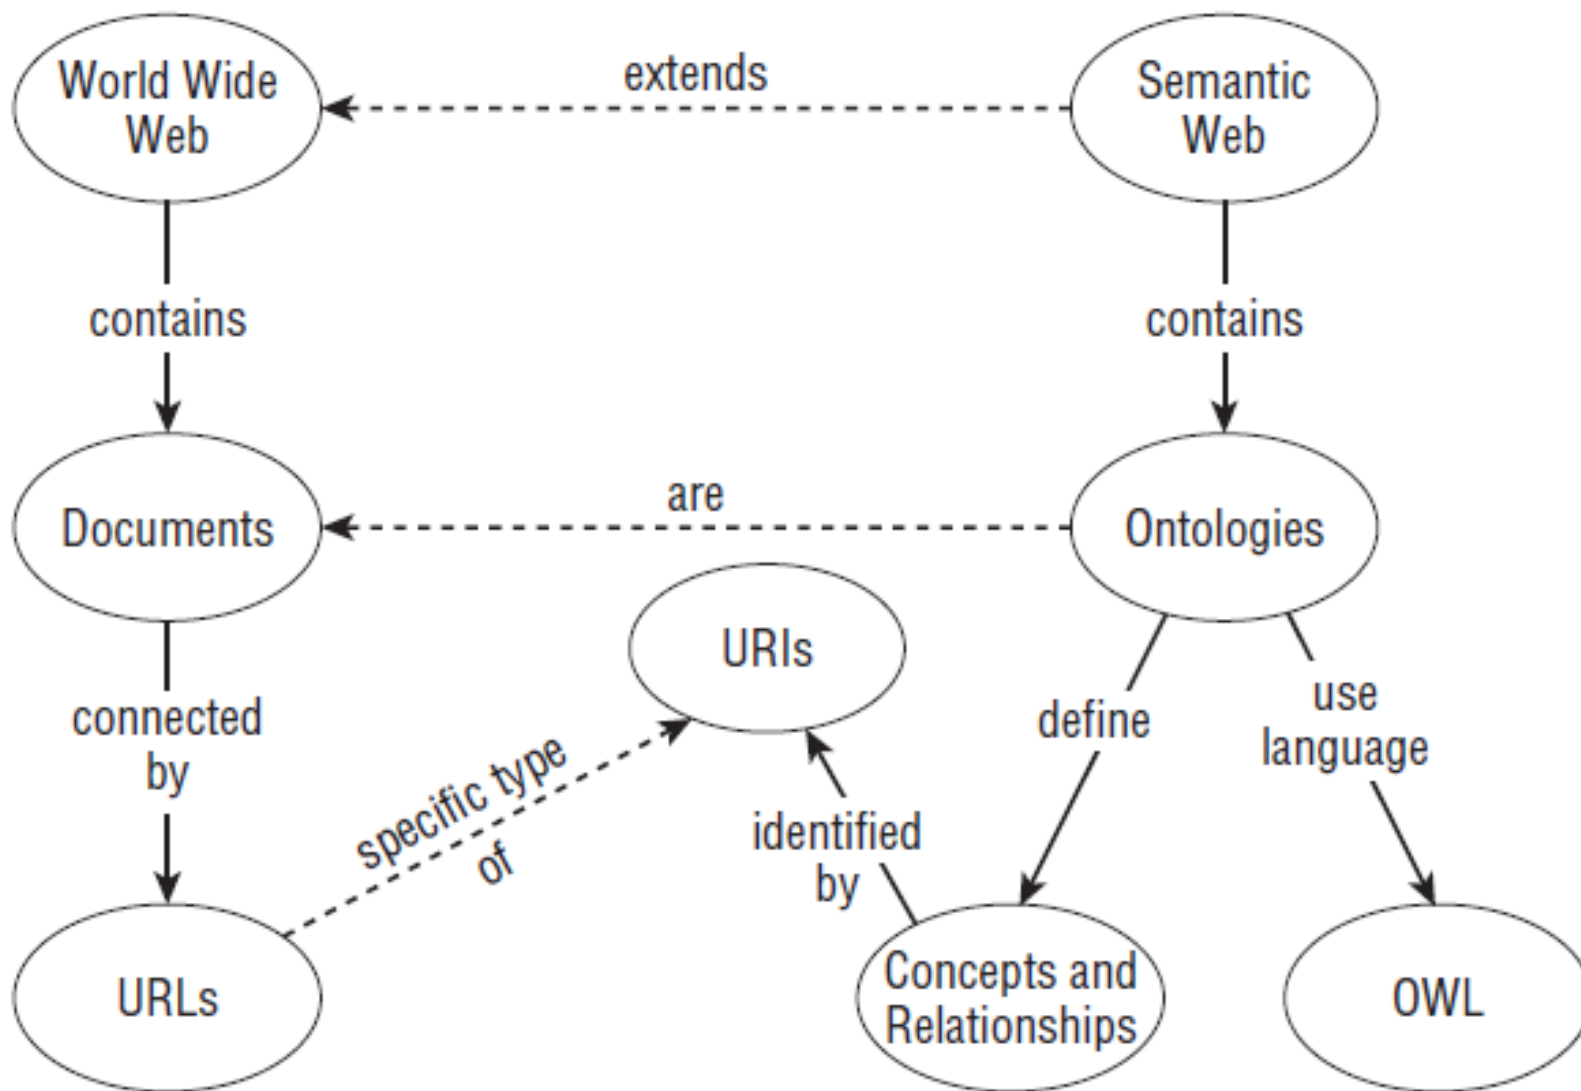 World Wide
Web
extends
Semantic
Web
contains
contains
Documents
are
Ontologies
URIs
connected
by
specific type
of
define
use
language
identified
by
URLs
Concepts and
Relationships
OWL